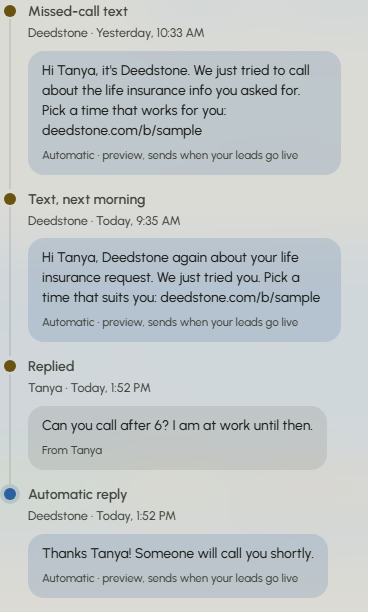 Missed-call text
Deedstone · Yesterday, 10:33 AM
Hi Tanya, it's Deedstone. We just tried to call
about the life insurance info you asked for.
Pick a time that works for you:
deedstone.com/b/sample
Automatic · preview, sends when your leads go live
Text, next morning
Deedstone · Today, 9:35 AM
Hi Tanya, Deedstone again about your life
insurance request. We just tried you. Pick a
time that suits you: deedstone.com/b/sample
Automatic · preview, sends when your leads go live
Replied
Tanya · Today, 1:52 PM
Can you call after 6? I am at work until then.
From Tanya
Automatic reply
Deedstone · Today, 1:52 PM
Thanks Tanya! Someone will call you shortly.
Automatic · preview, sends when your leads go live